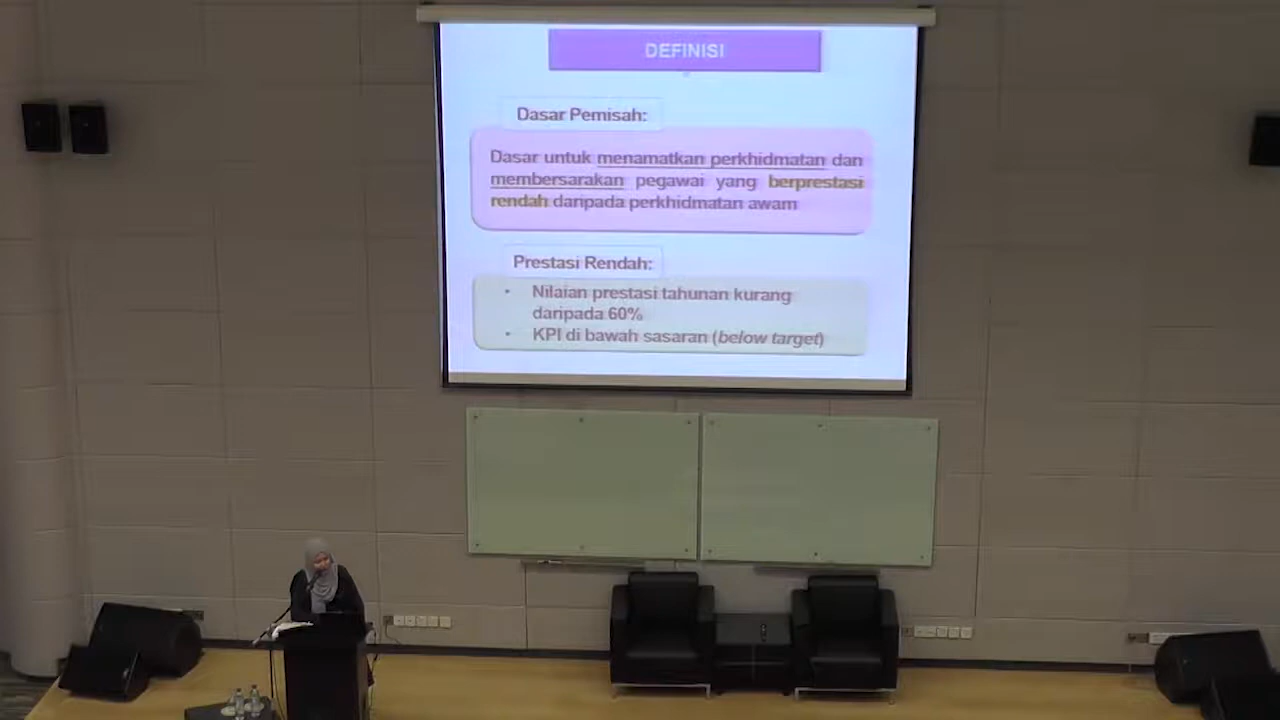 DEFINISI
Dasar Pemisah:
Dasar untuk menamatkan perkhidmatan dan
membersarakan pegawai yang berprestasi
rendah daripada perkhidmatan awam
Prestasi Rendah:
• Nilaian prestasi tahunan kurang
daripada 60%
• KPI di bawah sasaran (below target)